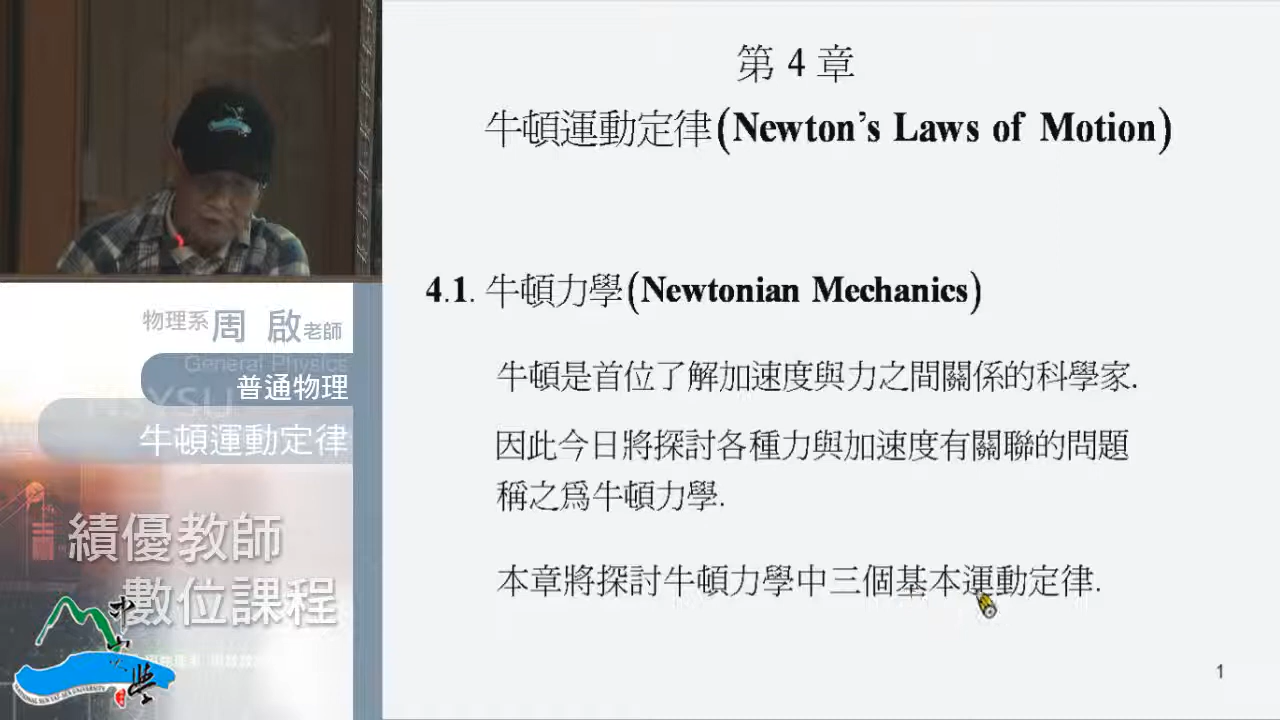 第 4 章
牛頓運動定律(Newton's Laws of Motion)
4.1. 牛頓力學(Newtonian Mechanics)
牛頓是首位了解加速度與力之間關係的科學家.
因此今日將探討各種力與加速度有關聯的問題
稱之為牛頓力學.
本章將探討牛頓力學中三個基本運動定律.
1
物理系周 啟老師
General Physics
普通物理
NSYSU
牛頓運動定律
績優教師
數位課程
NATIONAL SUN YAT-SEN UNIVERSITY